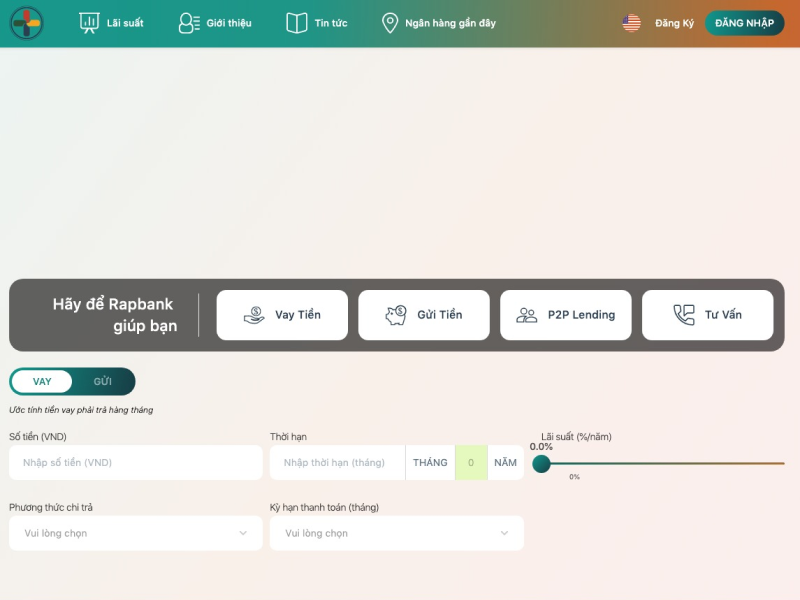 Lãi suất
Giới thiệu
Tin tức
Ngân hàng gần đây
Đăng Ký
ĐĂNG NHẬP
Hãy để Rapbank
giúp bạn
Vay Tiền
Gửi Tiền
P2P Lending
Tư Vấn
VAY
GỬI
Ước tính tiền vay phải trả hàng tháng
Số tiền (VND)
Nhập số tiền (VND)
Thời hạn
Nhập thời hạn (tháng)
THÁNG
0
NĂM
Lãi suất (%/năm)
0.0%
0%
Phương thức chi trả
Vui lòng chọn
Kỳ hạn thanh toán (tháng)
Vui lòng chọn